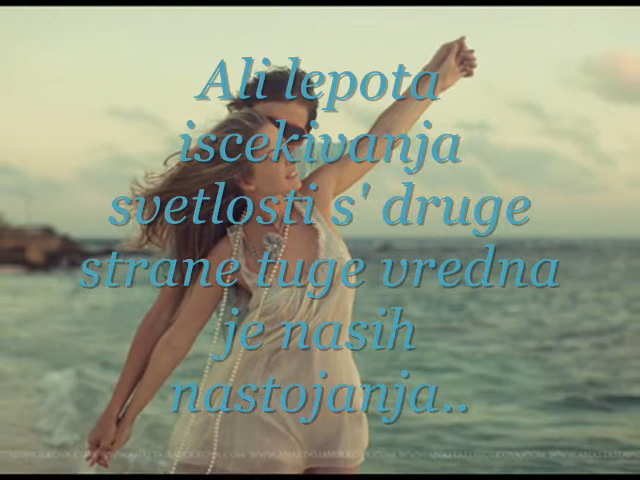 Ali lepota
iscekivanja
svetlosti s' druge
strane tuge vredna
je nasih
nastojanja..